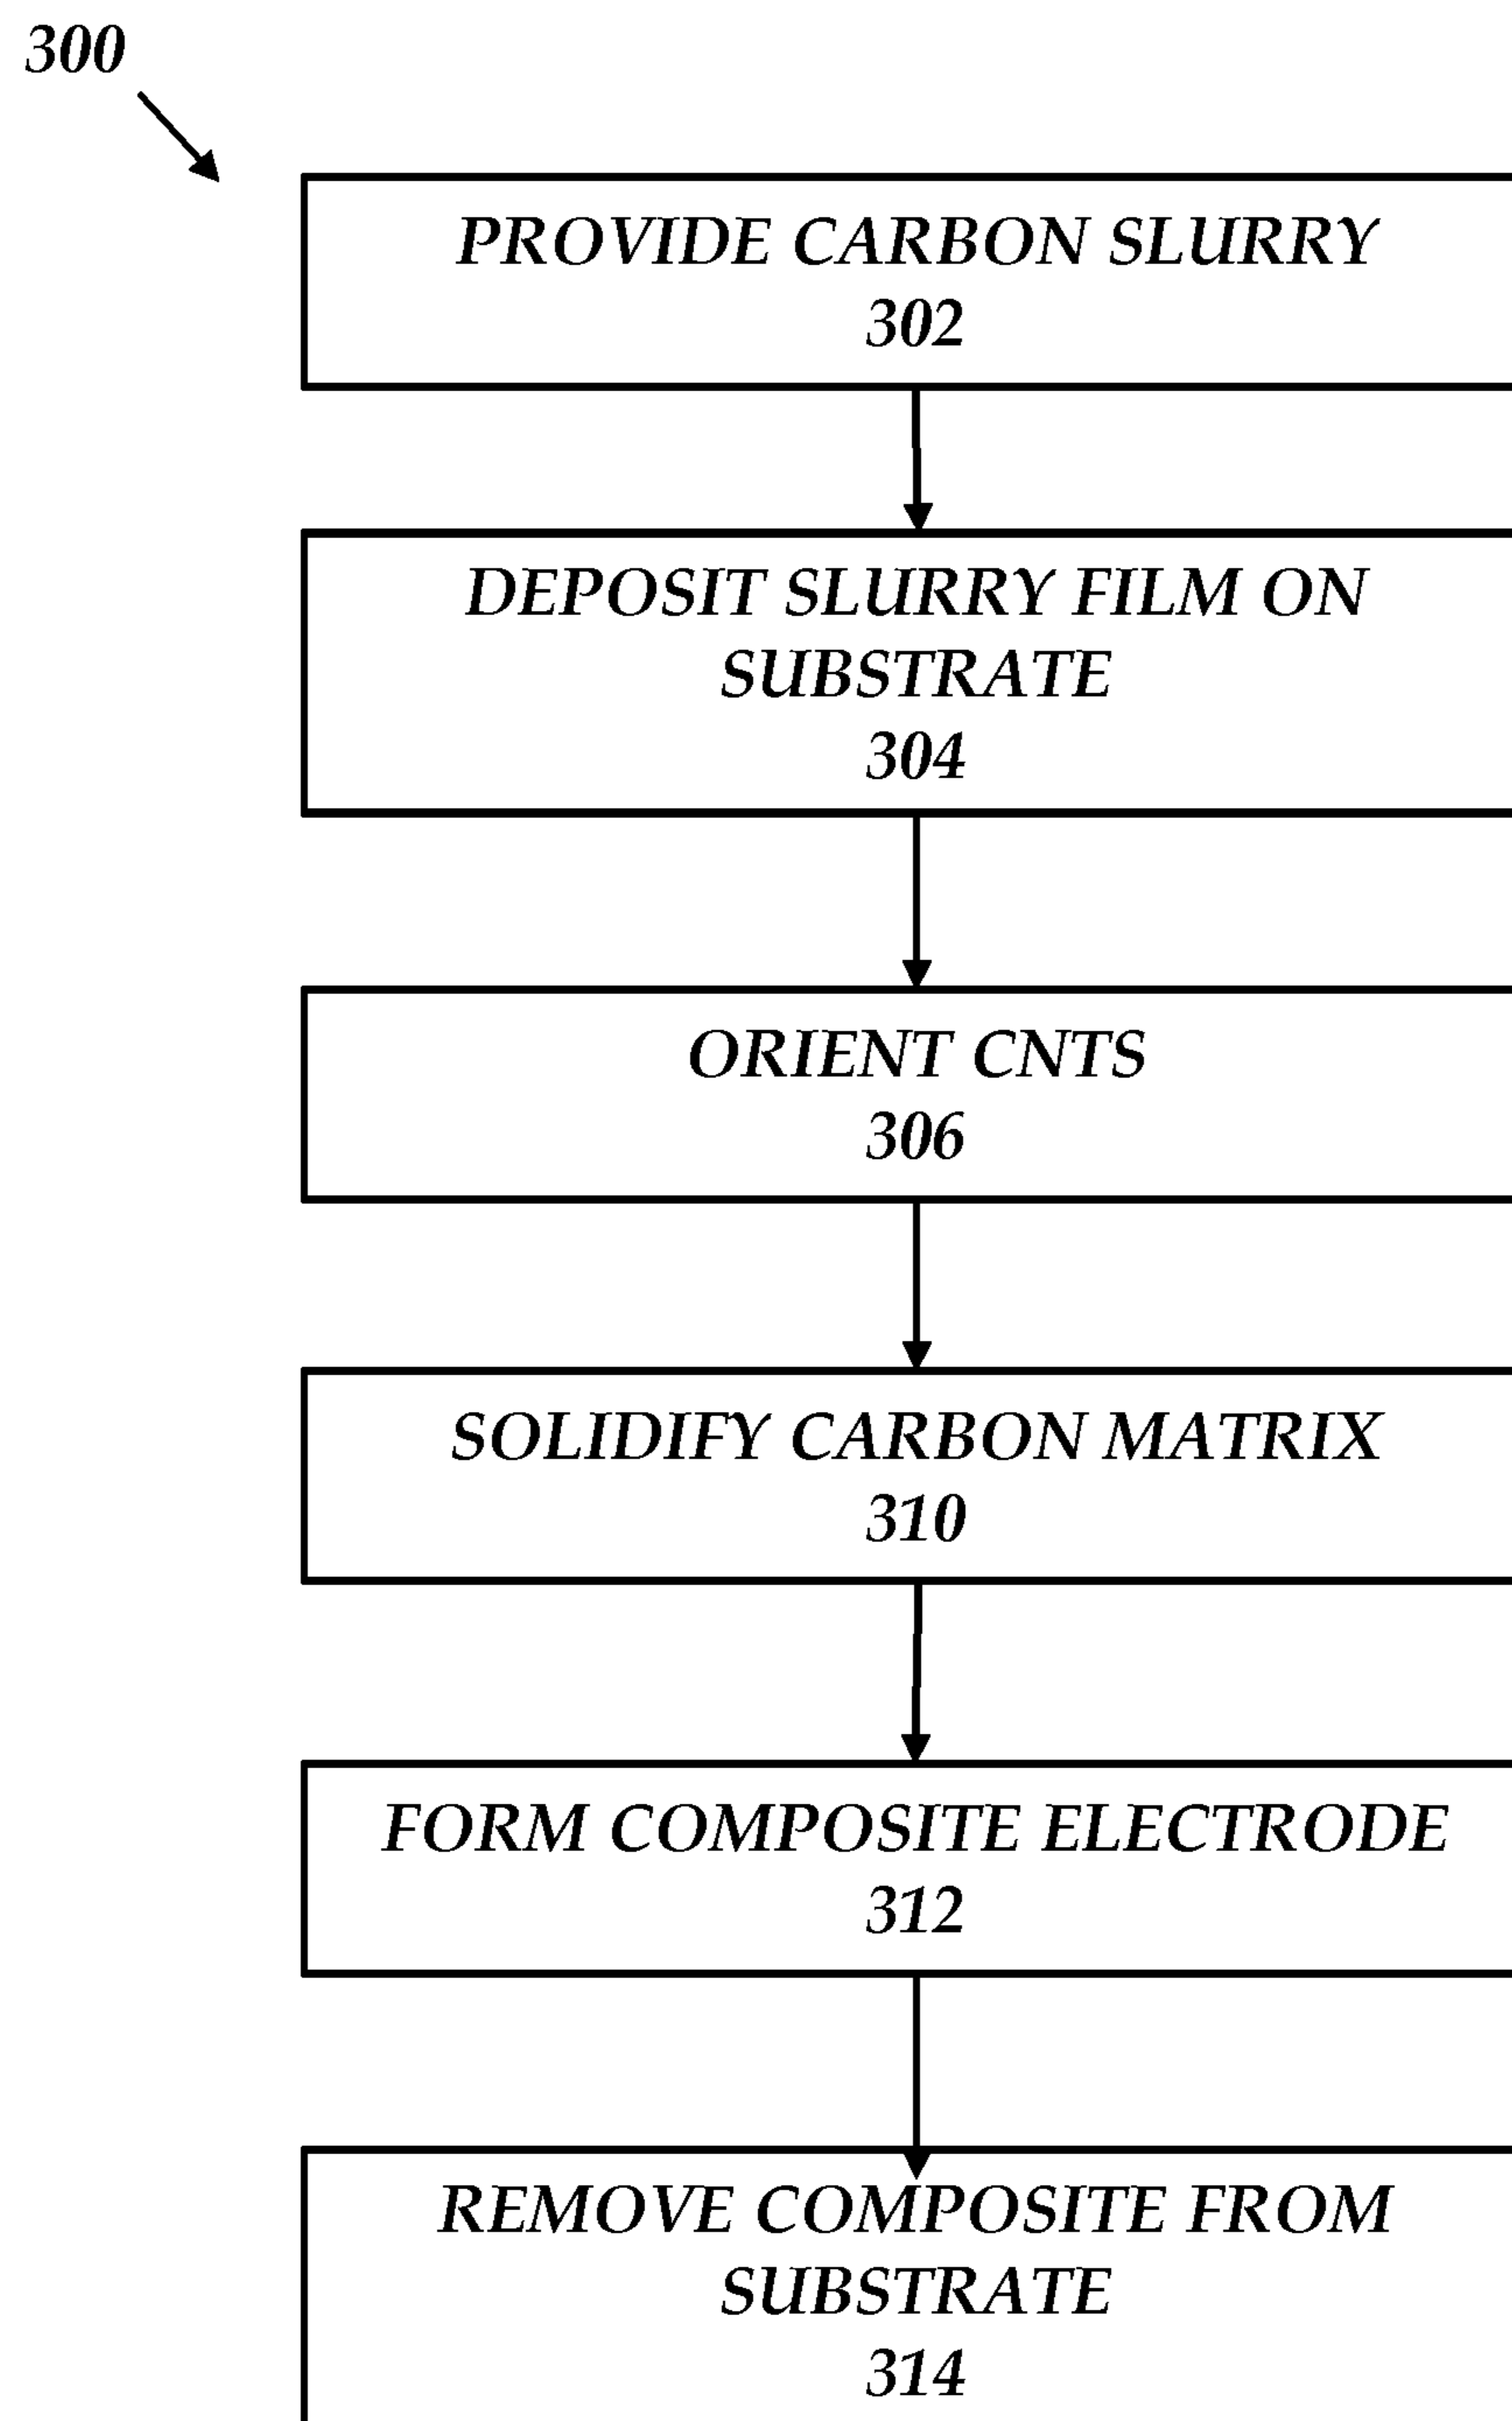 300
PROVIDE CARBON SLURRY
302
DEPOSIT SLURRY FILM ON
SUBSTRATE
304
ORIENT CNTS
306
SOLIDIFY CARBON MATRIX
310
FORM COMPOSITE ELECTRODE
312
REMOVE COMPOSITE FROM
SUBSTRATE
314